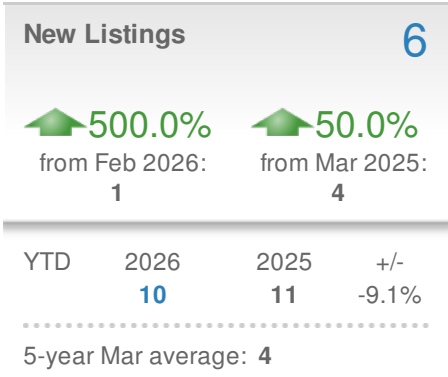 New Listings 6
500.0% 50.0%
from Feb 2026: from Mar 2025:
1 4
YTD 2026 2025 +/-
10 11 -9.1%
5-year Mar average: 4